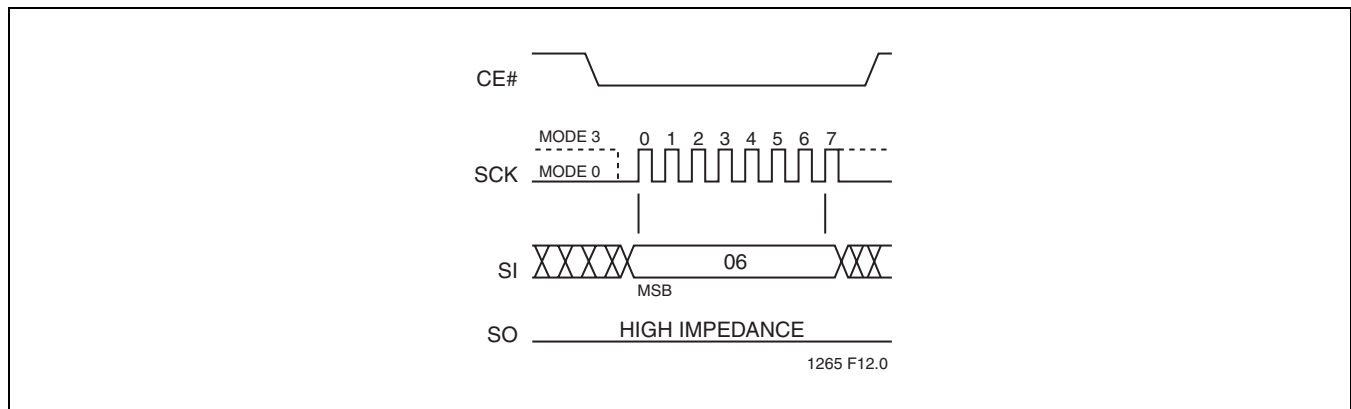 CE#
MODE 3
0 1 2 3 4 5 6 7
SCK
MODE 0
SI
06
MSB
SO
HIGH IMPEDANCE
1265 F12.0